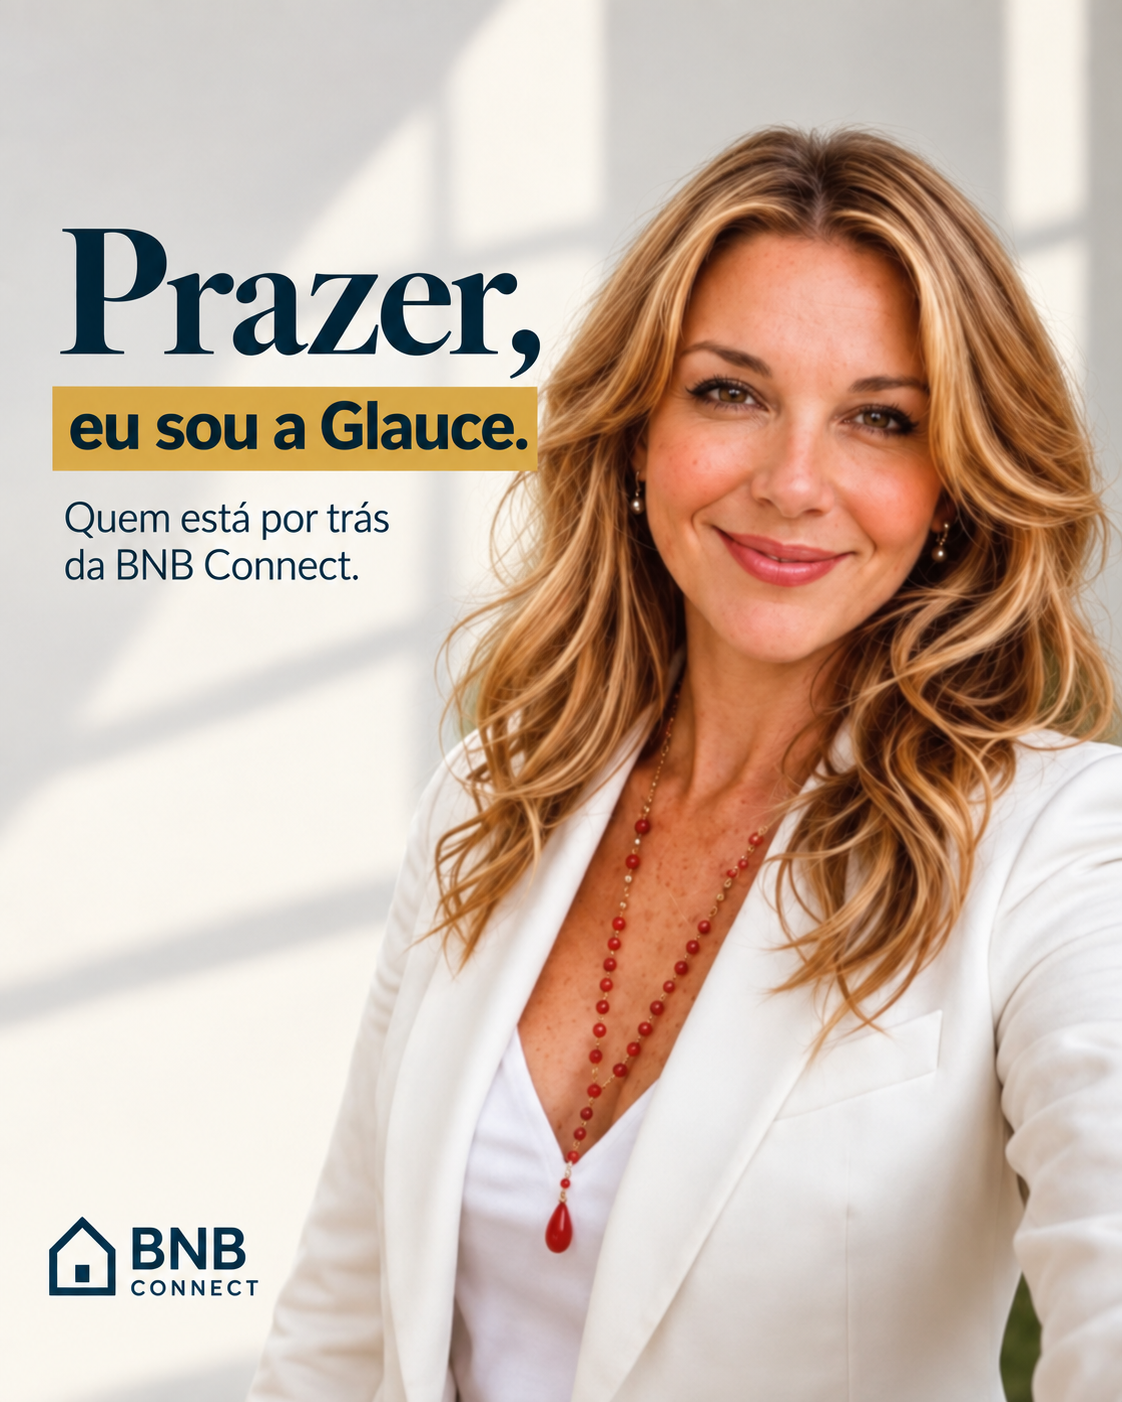 Prazer,
eu sou a Glauce.
Quem está por trás
da BNB Connect.
BNB
CONNECT